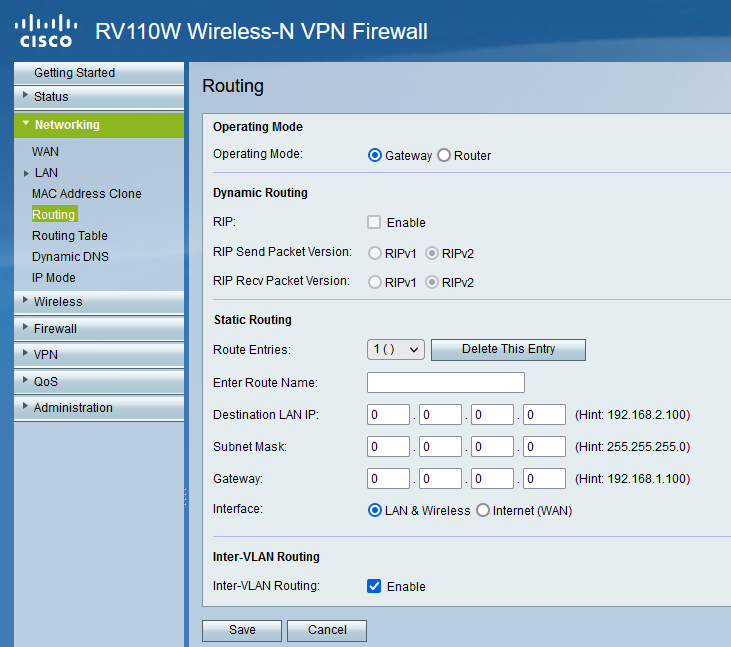 CISCO RV110W Wireless-N VPN Firewall
Getting Started
Status
Networking
WAN
LAN
MAC Address Clone
Routing
Routing Table
Dynamic DNS
IP Mode
Wireless
Firewall
VPN
QoS
Administration
Routing
Operating Mode
Operating Mode: Gateway Router
Dynamic Routing
RIP: Enable
RIP Send Packet Version: RIPv1 RIPv2
RIP Recv Packet Version: RIPv1 RIPv2
Static Routing
Route Entries: 1 ( ) Delete This Entry
Enter Route Name:
Destination LAN IP: 0 . 0 . 0 . 0 (Hint: 192.168.2.100)
Subnet Mask: 0 . 0 . 0 . 0 (Hint: 255.255.255.0)
Gateway: 0 . 0 . 0 . 0 (Hint: 192.168.1.100)
Interface: LAN & Wireless Internet (WAN)
Inter-VLAN Routing
Inter-VLAN Routing: Enable
Save Cancel